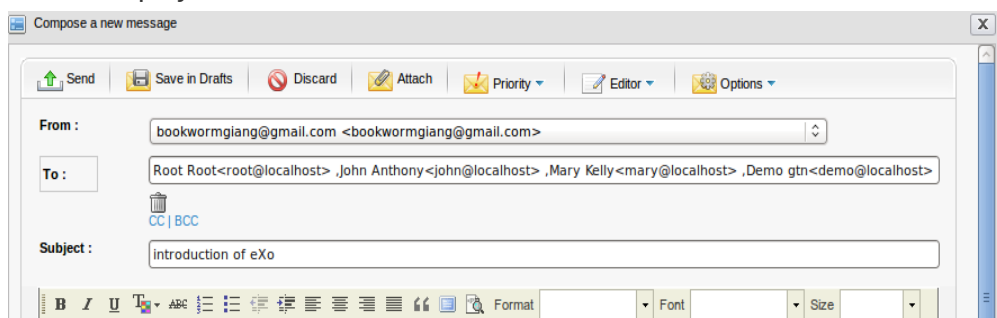 Compose a new message X
Send Save in Drafts Discard Attach Priority Editor Options
From : bookwormgiang@gmail.com <bookwormgiang@gmail.com>
To : Root Root<root@localhost> ,John Anthony<john@localhost> ,Mary Kelly<mary@localhost> ,Demo gtn<demo@localhost>
CC | BCC
Subject : introduction of eXo
B I U T ABC Format Font Size